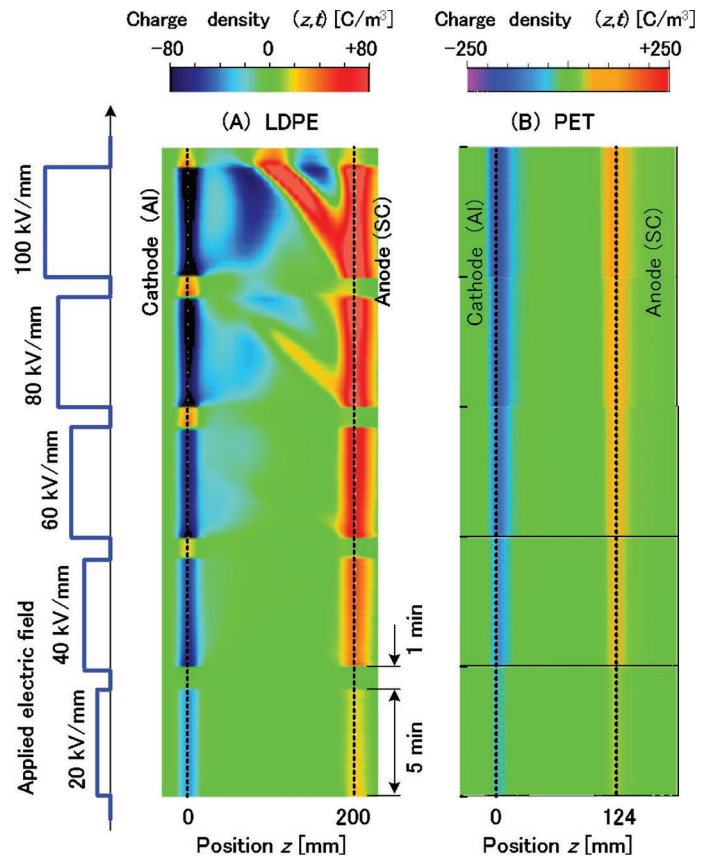 Charge density (z,t) [C/m³]
-80 0 +80
Charge density (z,t) [C/m³]
-250 +250
(A) LDPE
(B) PET
Cathode (Al)
Anode (SC)
Cathode (Al)
Anode (SC)
100 kV/mm
80 kV/mm
60 kV/mm
40 kV/mm
20 kV/mm
Applied electric field
1 min
5 min
0 200
Position z [mm]
0 124
Position z [mm]